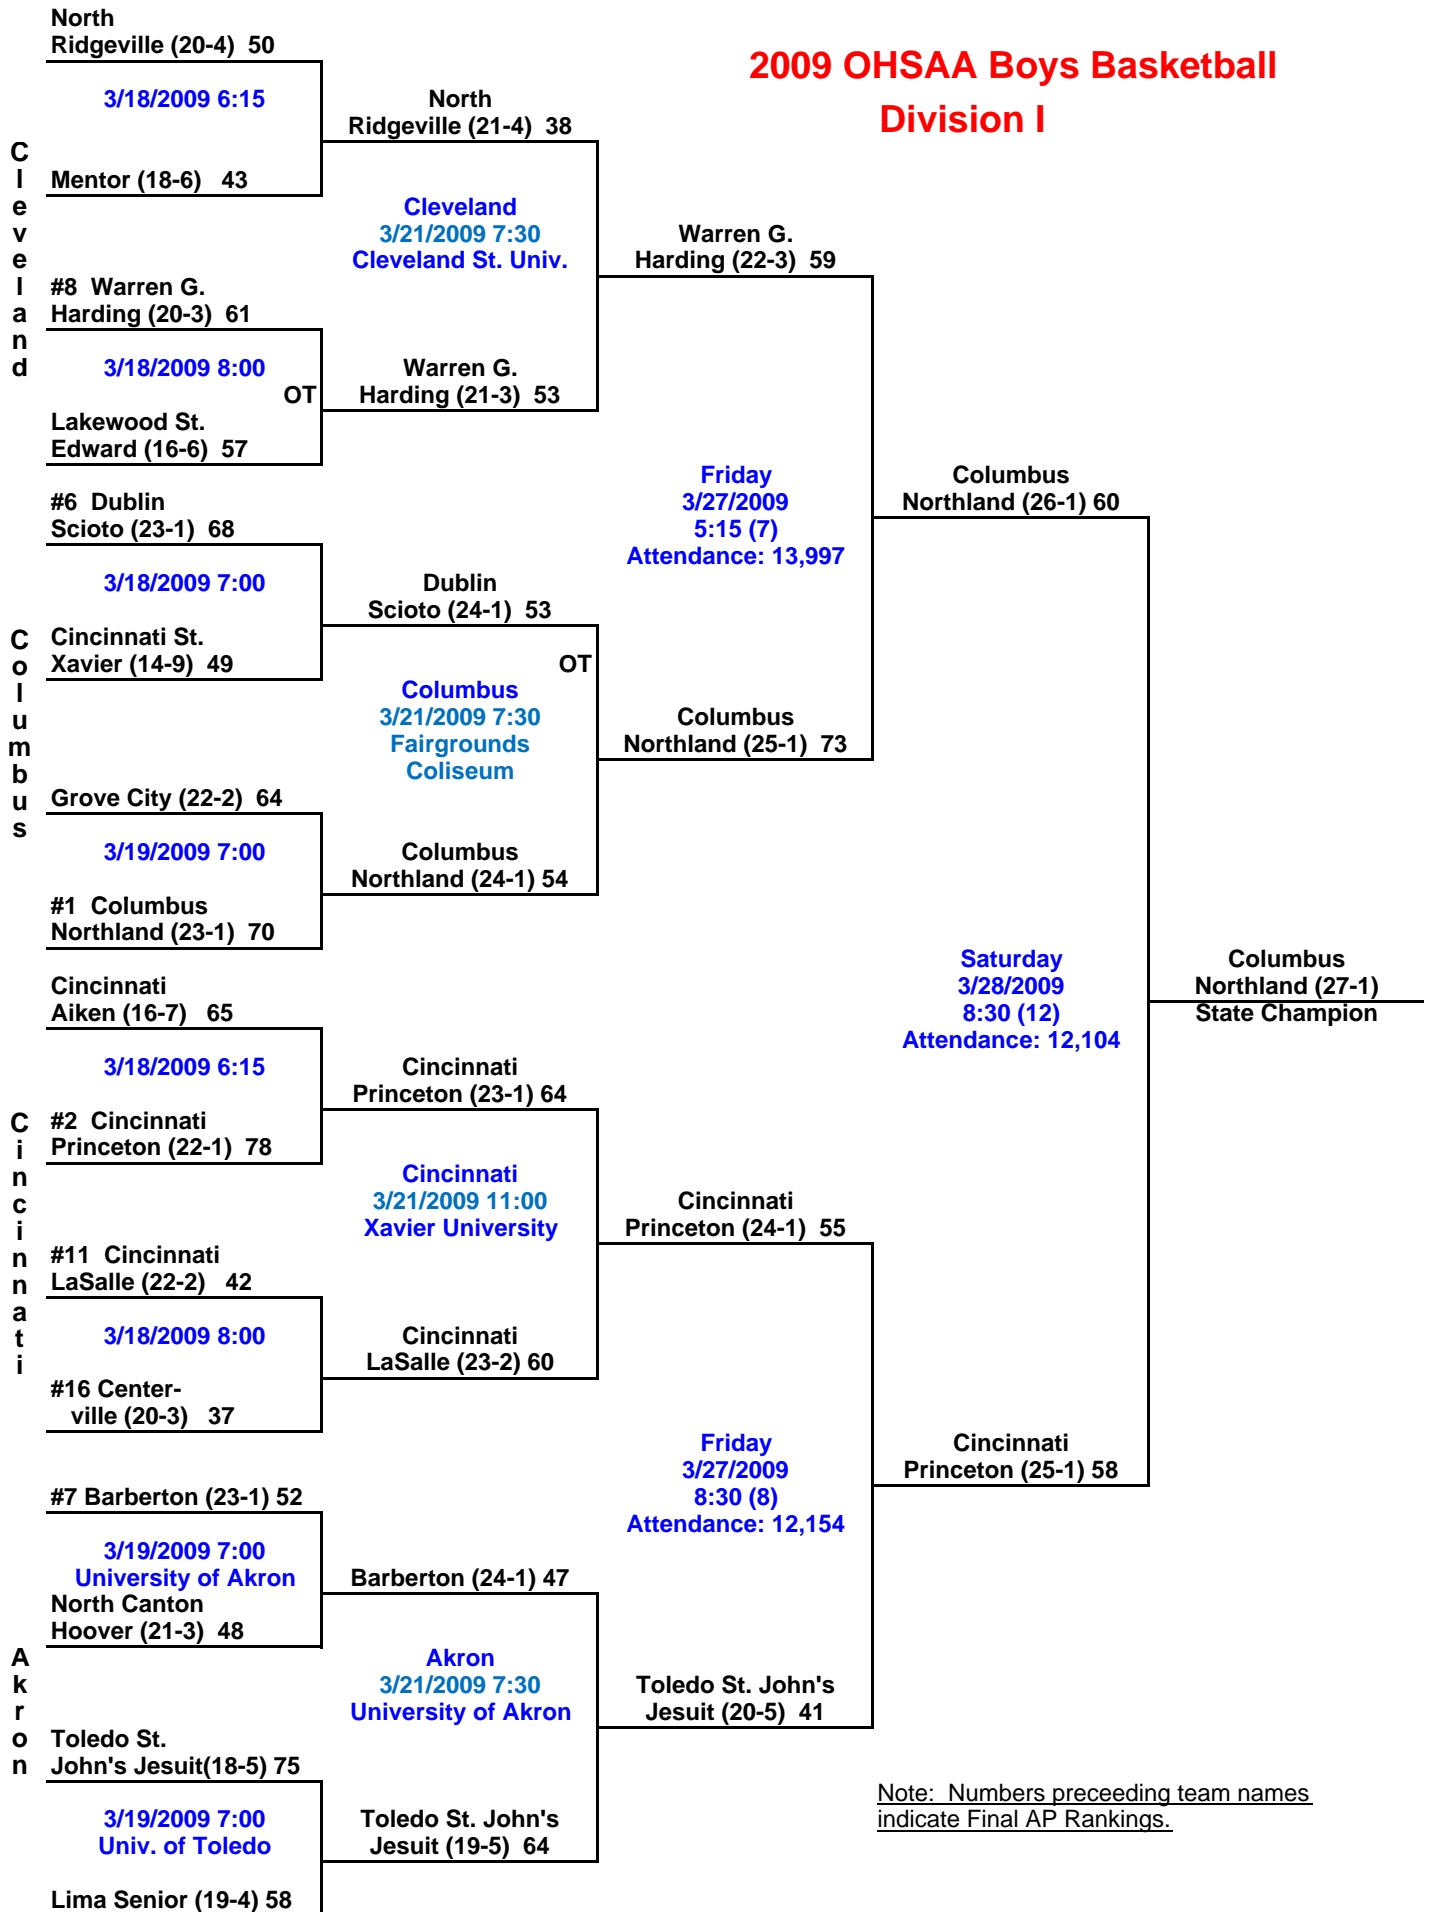 2009 OHSAA Boys Basketball
Division I
Cleveland
North
Ridgeville (20-4) 50
3/18/2009 6:15
Mentor (18-6) 43
#8 Warren G.
Harding (20-3) 61
3/18/2009 8:00
OT
Lakewood St.
Edward (16-6) 57
North
Ridgeville (21-4) 38
Cleveland
3/21/2009 7:30
Cleveland St. Univ.
Warren G.
Harding (21-3) 53
Warren G.
Harding (22-3) 59
Columbus
#6 Dublin
Scioto (23-1) 68
3/18/2009 7:00
Cincinnati St.
Xavier (14-9) 49
Grove City (22-2) 64
3/19/2009 7:00
#1 Columbus
Northland (23-1) 70
Dublin
Scioto (24-1) 53
OT
Columbus
3/21/2009 7:30
Fairgrounds
Coliseum
Columbus
Northland (24-1) 54
Friday
3/27/2009
5:15 (7)
Attendance: 13,997
Columbus
Northland (25-1) 73
Columbus
Northland (26-1) 60
Cincinnati
Cincinnati
Aiken (16-7) 65
3/18/2009 6:15
#2 Cincinnati
Princeton (22-1) 78
#11 Cincinnati
LaSalle (22-2) 42
3/18/2009 8:00
#16 Center-
ville (20-3) 37
Cincinnati
Princeton (23-1) 64
Cincinnati
3/21/2009 11:00
Xavier University
Cincinnati
LaSalle (23-2) 60
Cincinnati
Princeton (24-1) 55
Saturday
3/28/2009
8:30 (12)
Attendance: 12,104
Columbus
Northland (27-1)
State Champion
Akron
#7 Barberton (23-1) 52
3/19/2009 7:00
University of Akron
North Canton
Hoover (21-3) 48
Toledo St.
John's Jesuit(18-5) 75
3/19/2009 7:00
Univ. of Toledo
Lima Senior (19-4) 58
Barberton (24-1) 47
Akron
3/21/2009 7:30
University of Akron
Toledo St. John's
Jesuit (19-5) 64
Friday
3/27/2009
8:30 (8)
Attendance: 12,154
Toledo St. John's
Jesuit (20-5) 41
Cincinnati
Princeton (25-1) 58
Note: Numbers preceeding team names
indicate Final AP Rankings.